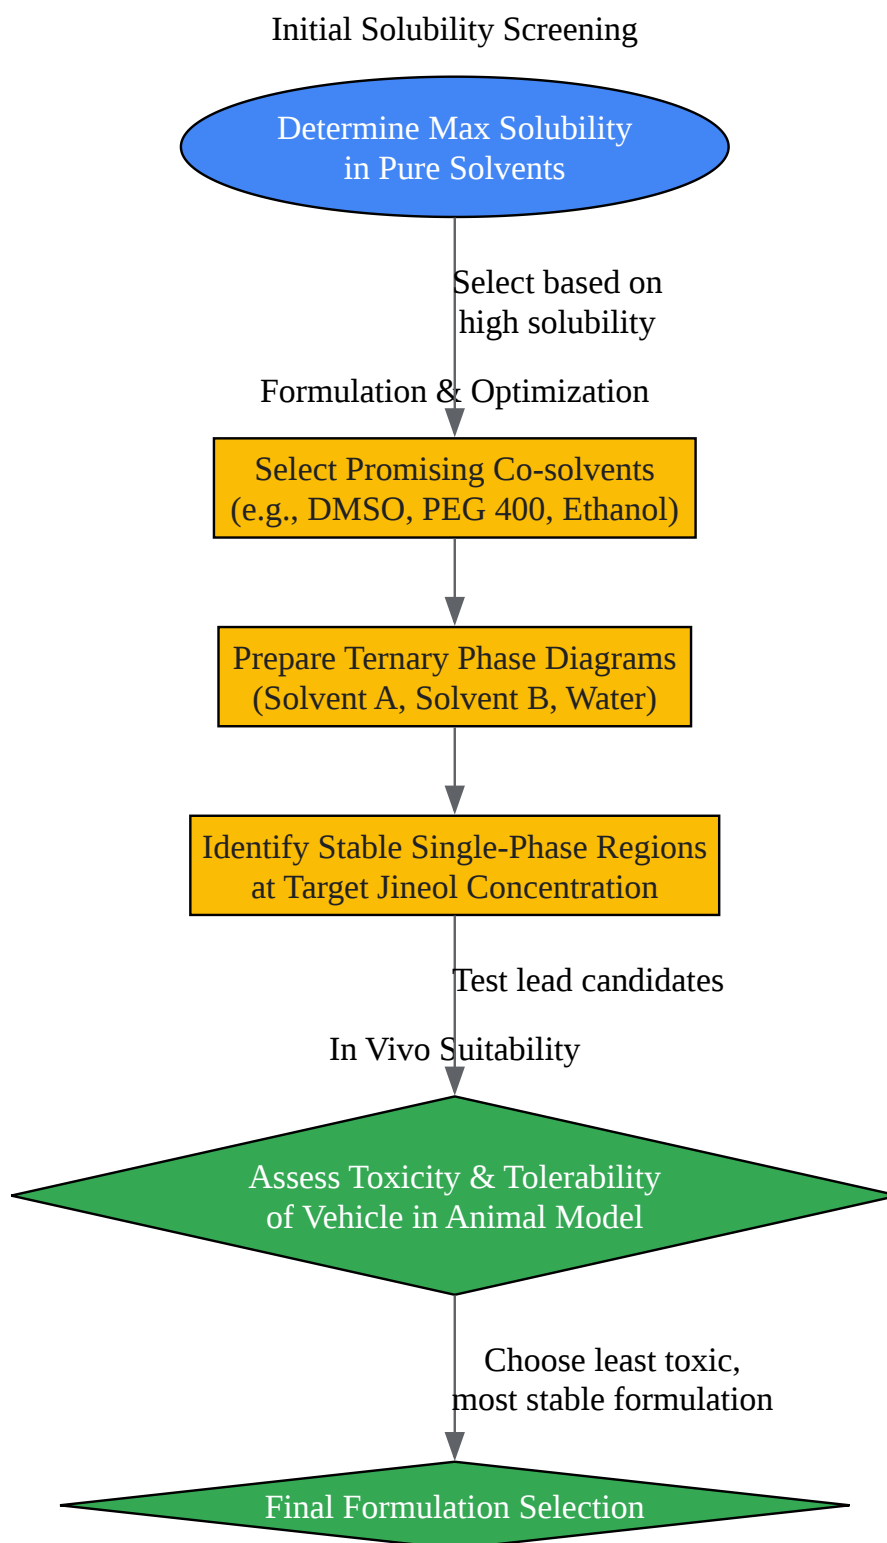 Initial Solubility Screening
Determine Max Solubility
in Pure Solvents
Select based on
high solubility
Formulation & Optimization
Select Promising Co-solvents
(e.g., DMSO, PEG 400, Ethanol)
Prepare Ternary Phase Diagrams
(Solvent A, Solvent B, Water)
Identify Stable Single-Phase Regions
at Target Jineol Concentration
Test lead candidates
In Vivo Suitability
Assess Toxicity & Tolerability
of Vehicle in Animal Model
Choose least toxic,
most stable formulation
Final Formulation Selection